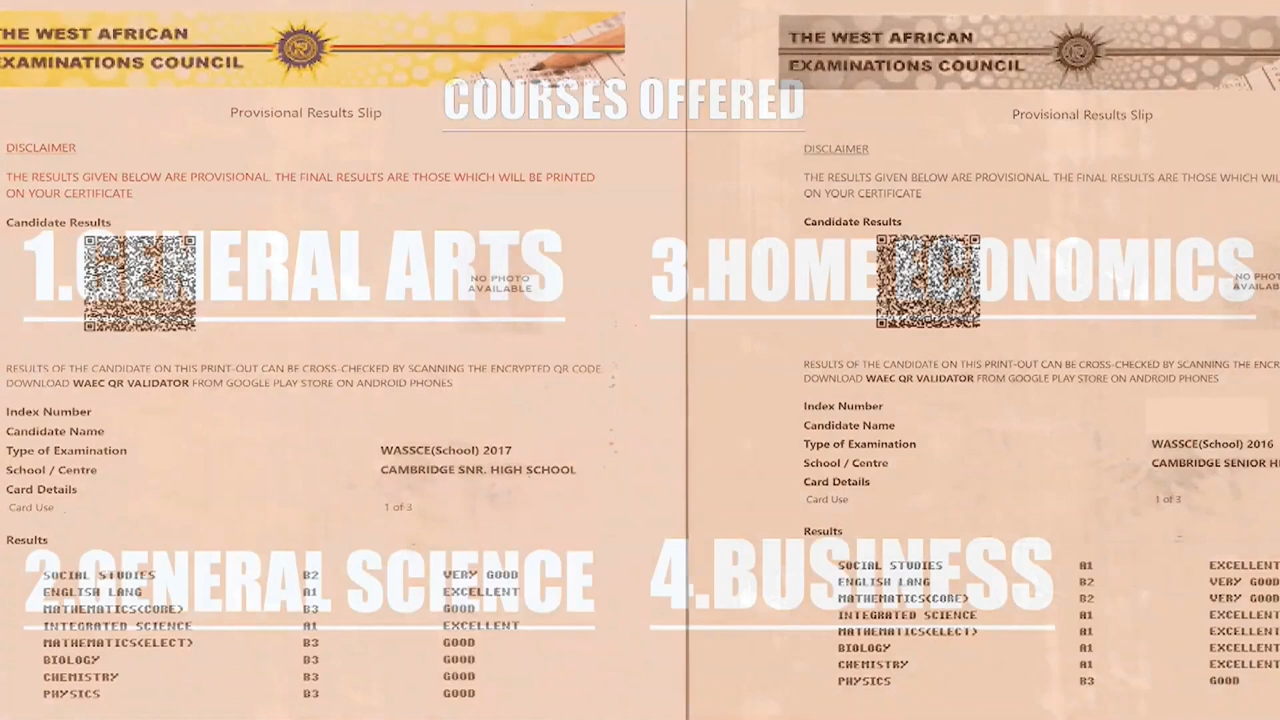 COURSES OFFERED
1.GENERAL ARTS
2.GENERAL SCIENCE
3.HOME ECONOMICS
4.BUSINESS
THE WEST AFRICAN
EXAMINATIONS COUNCIL
Provisional Results Slip
DISCLAIMER
THE RESULTS GIVEN BELOW ARE PROVISIONAL. THE FINAL RESULTS ARE THOSE WHICH WILL BE PRINTED
ON YOUR CERTIFICATE
Candidate Results
NO PHOTO
AVAILABLE
RESULTS OF THE CANDIDATE ON THIS PRINT-OUT CAN BE CROSS-CHECKED BY SCANNING THE ENCRYPTED QR CODE.
DOWNLOAD WAEC QR VALIDATOR FROM GOOGLE PLAY STORE ON ANDROID PHONES
Index Number
Candidate Name
Type of Examination WASSCE(School) 2017
School / Centre CAMBRIDGE SNR. HIGH SCHOOL
Card Details
Card Use 1 of 3
Results
SOCIAL STUDIES B2 VERY GOOD
ENGLISH LANG A1 EXCELLENT
MATHEMATICS(CORE) B3 GOOD
INTEGRATED SCIENCE A1 EXCELLENT
MATHEMATICS(ELECT) B3 GOOD
BIOLOGY B3 GOOD
CHEMISTRY B3 GOOD
PHYSICS B3 GOOD
THE WEST AFRICAN
EXAMINATIONS COUNCIL
Provisional Results Slip
DISCLAIMER
THE RESULTS GIVEN BELOW ARE PROVISIONAL. THE FINAL RESULTS ARE THOSE WHICH
ON YOUR CERTIFICATE
Candidate Results
NO PHOTO
RESULTS OF THE CANDIDATE ON THIS PRINT-OUT CAN BE CROSS-CHECKED BY SCANNING THE
DOWNLOAD WAEC QR VALIDATOR FROM GOOGLE PLAY STORE ON ANDROID PHONES
Index Number
Candidate Name
Type of Examination WASSCE(School) 2016
School / Centre CAMBRIDGE SENIOR
Card Details
Card Use 1 of 3
Results
SOCIAL STUDIES A1 EXCELLENT
ENGLISH LANG B2 VERY GOOD
MATHEMATICS(CORE) B2 VERY GOOD
INTEGRATED SCIENCE A1 EXCELLENT
MATHEMATICS(ELECT) A1 EXCELLENT
BIOLOGY A1 EXCELLENT
CHEMISTRY A1 EXCELLENT
PHYSICS B3 GOOD